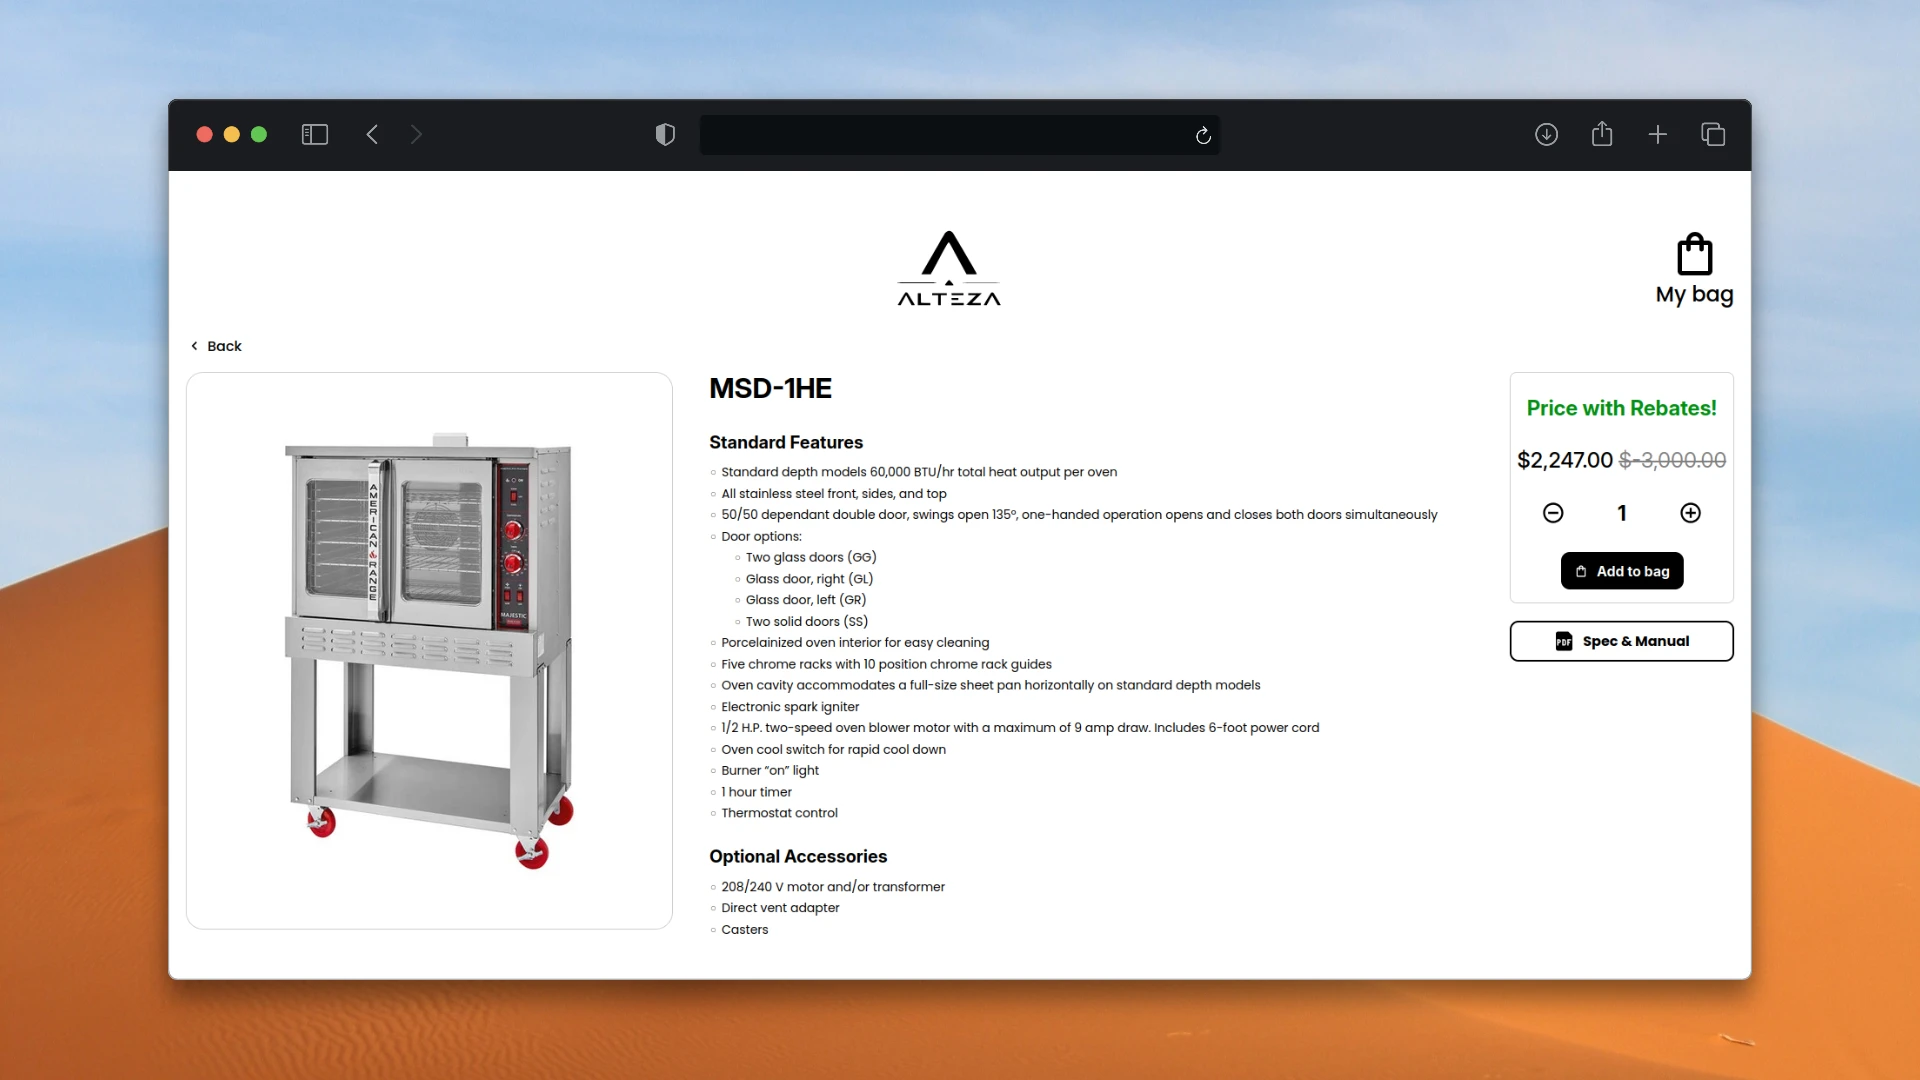 ALTEZA
My bag
Back
AMERICAN RANGE
MAJESTIC
MSD-1HE
Standard Features
Standard depth models 60,000 BTU/hr total heat output per oven
All stainless steel front, sides, and top
50/50 dependant double door, swings open 135º, one-handed operation opens and closes both doors simultaneously
Door options:
Two glass doors (GG)
Glass door, right (GL)
Glass door, left (GR)
Two solid doors (SS)
Porcelainized oven interior for easy cleaning
Five chrome racks with 10 position chrome rack guides
Oven cavity accommodates a full-size sheet pan horizontally on standard depth models
Electronic spark igniter
1/2 H.P. two-speed oven blower motor with a maximum of 9 amp draw. Includes 6-foot power cord
Oven cool switch for rapid cool down
Burner “on” light
1 hour timer
Thermostat control
Optional Accessories
208/240 V motor and/or transformer
Direct vent adapter
Casters
Price with Rebates!
$2,247.00 $-3,000.00
1
Add to bag
PDF Spec & Manual